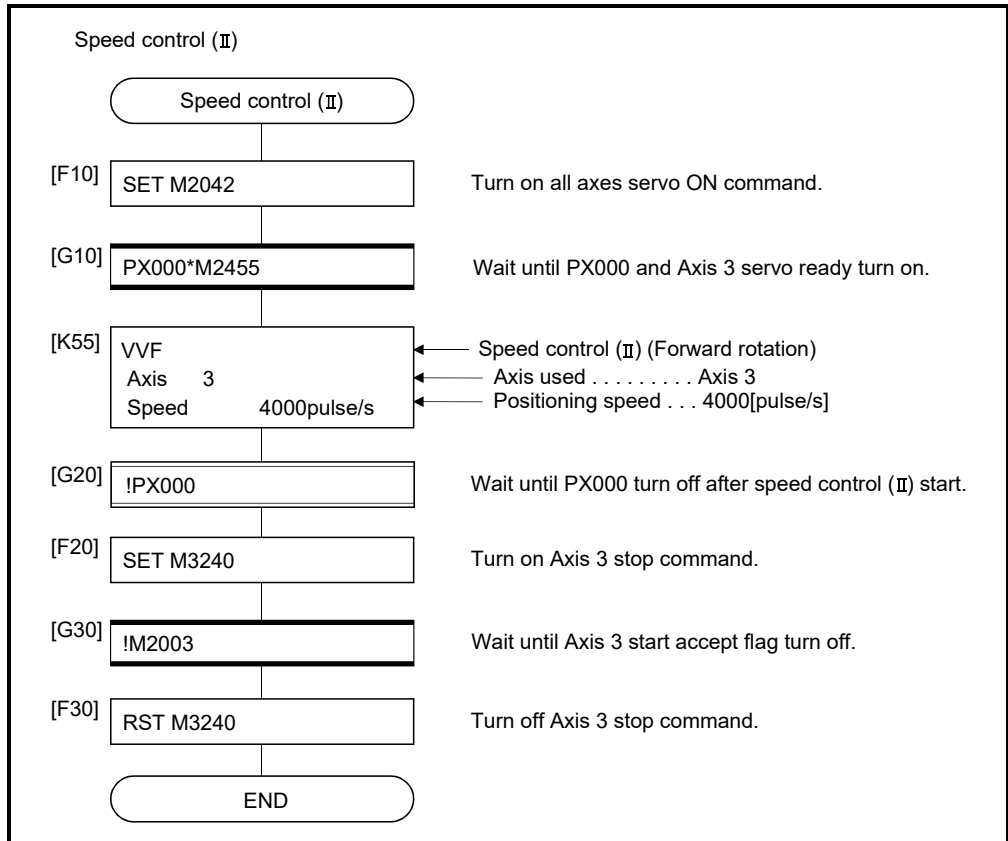 Speed control (Ⅱ)
Speed control (Ⅱ)
[F10] SET M2042 Turn on all axes servo ON command.
[G10] PX000*M2455 Wait until PX000 and Axis 3 servo ready turn on.
[K55] VVF Speed control (Ⅱ) (Forward rotation)
Axis 3 Axis used . . . . . . . . . Axis 3
Speed 4000pulse/s Positioning speed . . . 4000[pulse/s]
[G20] !PX000 Wait until PX000 turn off after speed control (Ⅱ) start.
[F20] SET M3240 Turn on Axis 3 stop command.
[G30] !M2003 Wait until Axis 3 start accept flag turn off.
[F30] RST M3240 Turn off Axis 3 stop command.
END